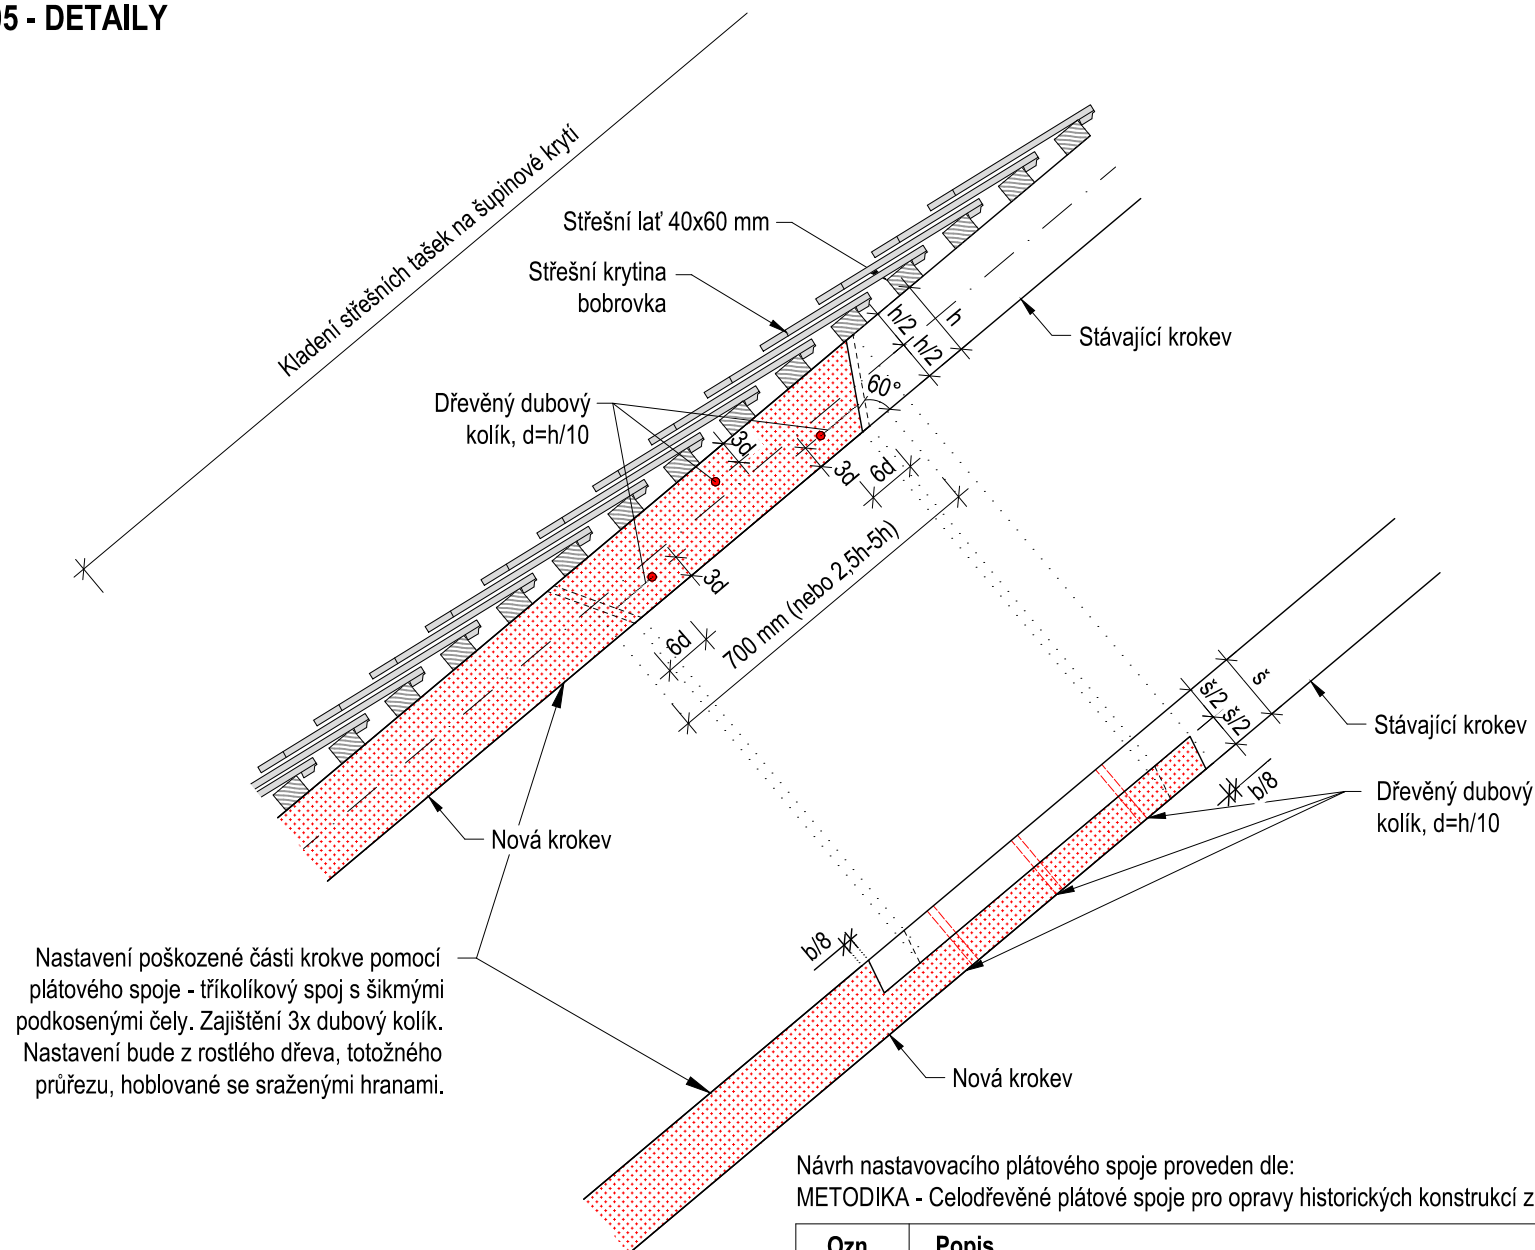 05 - DETAILY
Kladení střešních tašek na šupinové krytí
Střešní lať 40x60 mm
Střešní krytina
bobrovka
Dřevěný dubový
kolík, d=h/10
h/2
h/2
h
Stávající krokev
60°
3d
3d
6d
3d
6d
700 mm (nebo 2,5h-5h)
š/2
š/2
š
Stávající krokev
b/8
Dřevěný dubový
kolík, d=h/10
Nová krokev
b/8
Nastavení poškozené části krokve pomocí
plátového spoje - tříkolíkový spoj s šikmými
podkosenými čely. Zajištění 3x dubový kolík.
Nastavení bude z rostlého dřeva, totožného
průřezu, hoblované se sraženými hranami.
Nová krokev
Návrh nastavovacího plátového spoje proveden dle:
METODIKA - Celodřevěné plátové spoje pro opravy historických konstrukcí z
Ozn. Popis